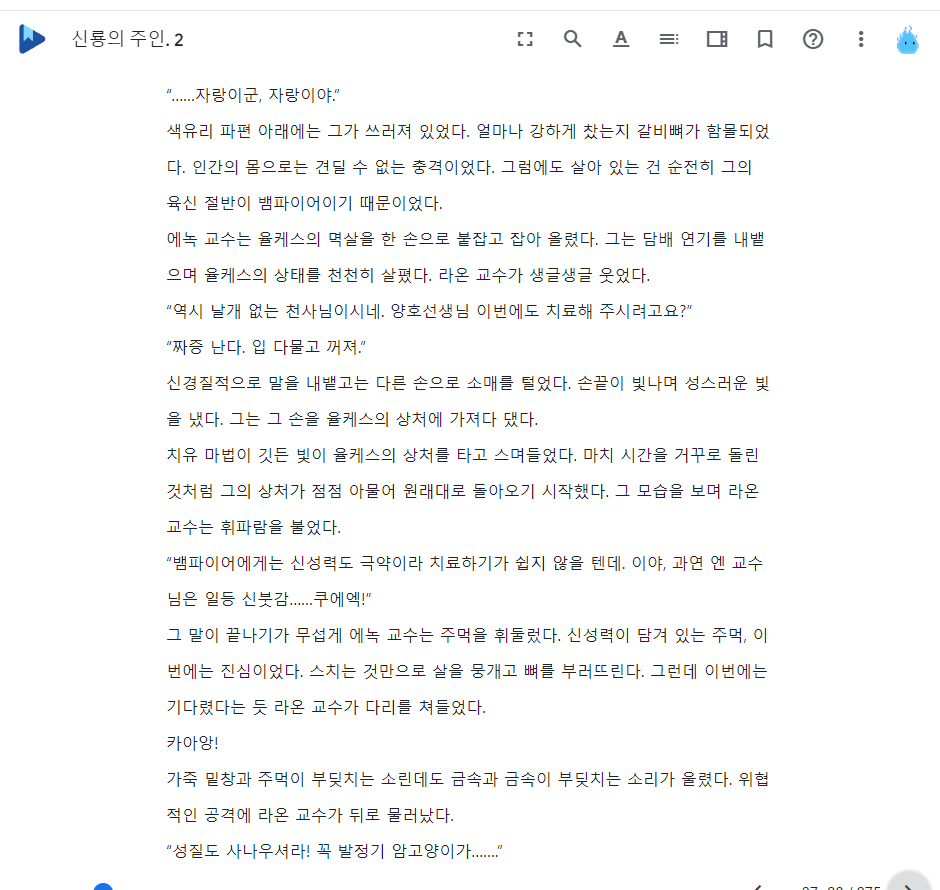 신룡의 주인. 2
“……자랑이군, 자랑이야.”
색유리 파편 아래에는 그가 쓰러져 있었다. 얼마나 강하게 찼는지 갈비뼈가 함몰되었
다. 인간의 몸으로는 견딜 수 없는 충격이었다. 그럼에도 살아 있는 건 순전히 그의
육신 절반이 뱀파이어이기 때문이었다.
에녹 교수는 율케스의 멱살을 한 손으로 붙잡고 잡아 올렸다. 그는 담배 연기를 내뱉
으며 율케스의 상태를 천천히 살폈다. 라온 교수가 생글생글 웃었다.
“역시 날개 없는 천사님이시네. 양호선생님 이번에도 치료해 주시려고요?”
“짜증 난다. 입 다물고 꺼져.”
신경질적으로 말을 내뱉고는 다른 손으로 소매를 털었다. 손끝이 빛나며 성스러운 빛
을 냈다. 그는 그 손을 율케스의 상처에 가져다 댔다.
치유 마법이 깃든 빛이 율케스의 상처를 타고 스며들었다. 마치 시간을 거꾸로 돌린
것처럼 그의 상처가 점점 아물어 원래대로 돌아오기 시작했다. 그 모습을 보며 라온
교수는 휘파람을 불었다.
“뱀파이어에게는 신성력도 극약이라 치료하기가 쉽지 않을 텐데. 이야, 과연 엔 교수
님은 일등 신붓감……쿠에엑!”
그 말이 끝나기가 무섭게 에녹 교수는 주먹을 휘둘렀다. 신성력이 담겨 있는 주먹, 이
번에는 진심이었다. 스치는 것만으로 살을 뭉개고 뼈를 부러뜨린다. 그런데 이번에는
기다렸다는 듯 라온 교수가 다리를 쳐들었다.
카아앙!
가죽 밑창과 주먹이 부딪치는 소린데도 금속과 금속이 부딪치는 소리가 울렸다. 위협
적인 공격에 라온 교수가 뒤로 물러났다.
“성질도 사나우셔라! 꼭 발정기 암고양이가…….”